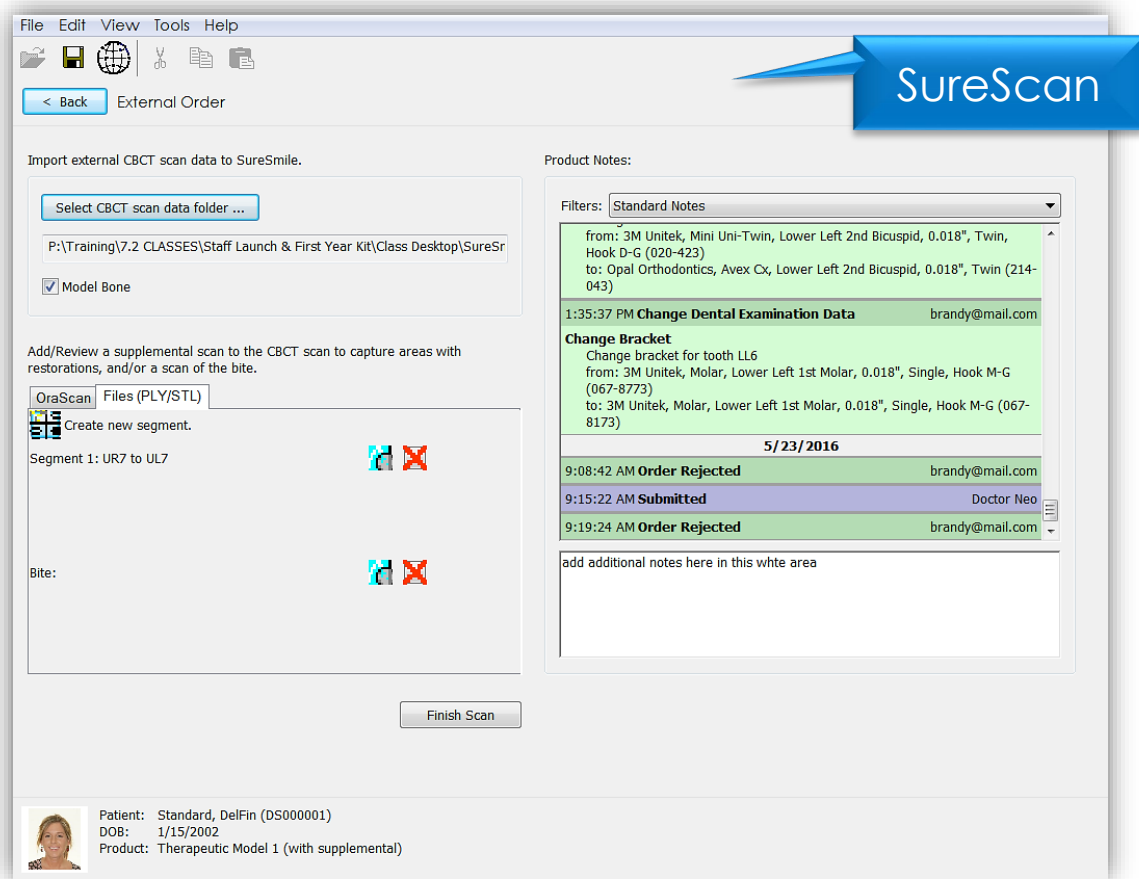 File Edit View Tools Help
SureScan
< Back
External Order
Import external CBCT scan data to SureSmile.
Select CBCT scan data folder ...
P:\Training\7.2 CLASSES\Staff Launch & First Year Kit\Class Desktop\SureSr
Model Bone
Add/Review a supplemental scan to the CBCT scan to capture areas with
restorations, and/or a scan of the bite.
OraScan
Files (PLY/STL)
Create new segment.
Segment 1: UR7 to UL7
Bite:
Finish Scan
Product Notes:
Filters: Standard Notes
from: 3M Unitek, Mini Uni-Twin, Lower Left 2nd Bicuspid, 0.018", Twin,
Hook D-G (020-423)
to: Opal Orthodontics, Avex Cx, Lower Left 2nd Bicuspid, 0.018", Twin (214-
043)
1:35:37 PM Change Dental Examination Data brandy@mail.com
Change Bracket
Change bracket for tooth LL6
from: 3M Unitek, Molar, Lower Left 1st Molar, 0.018", Single, Hook M-G
(067-8773)
to: 3M Unitek, Molar, Lower Left 1st Molar, 0.018", Single, Hook M-G (067-
8173)
5/23/2016
9:08:42 AM Order Rejected brandy@mail.com
9:15:22 AM Submitted Doctor Neo
9:19:24 AM Order Rejected brandy@mail.com
add additional notes here in this whte area
Patient: Standard, DelFin (DS000001)
DOB: 1/15/2002
Product: Therapeutic Model 1 (with supplemental)